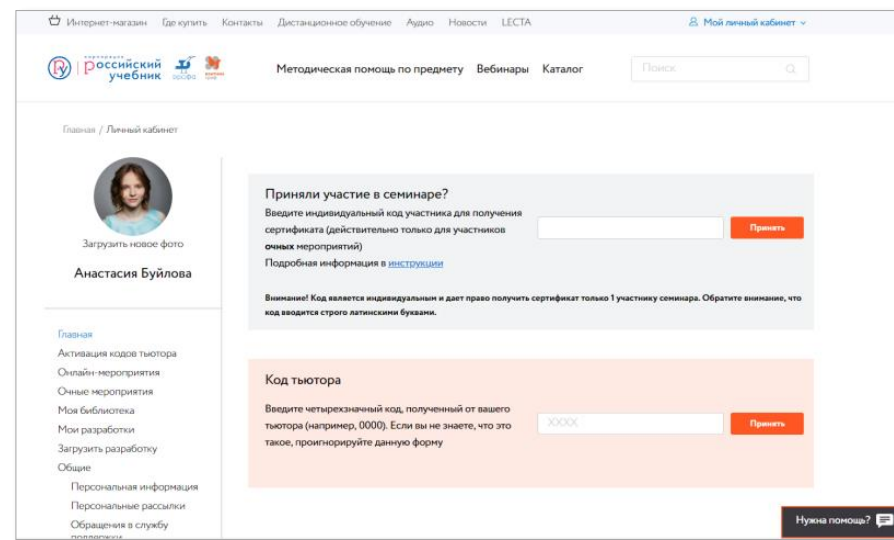 Интернет-магазин Где купить Контакты Дистанционное обучение Аудио Новости LECTA Мой личный кабинет
корпорация
российский
учебник
дрофа
Методическая помощь по предмету Вебинары Каталог Поиск
Главная / Личный кабинет
Загрузить новое фото
Анастасия Буйлова
Главная
Активация кодов тьютора
Онлайн-мероприятия
Очные мероприятия
Моя библиотека
Мои разработки
Загрузить разработку
Общие
Персональная информация
Персональные рассылки
Обращения в службу
поддержки
Приняли участие в семинаре?
Введите индивидуальный код участника для получения
сертификата (действительно только для участников
очных мероприятий)
Подробная информация в инструкции
Принять
Внимание! Код является индивидуальным и дает право получить сертификат только 1 участнику семинара. Обратите внимание, что
код вводится строго латинскими буквами.
Код тьютора
Введите четырехзначный код, полученный от вашего
тьютора (например, 0000). Если вы не знаете, что это
такое, проигнорируйте данную форму
XXXX
Принять
Нужна помощь?